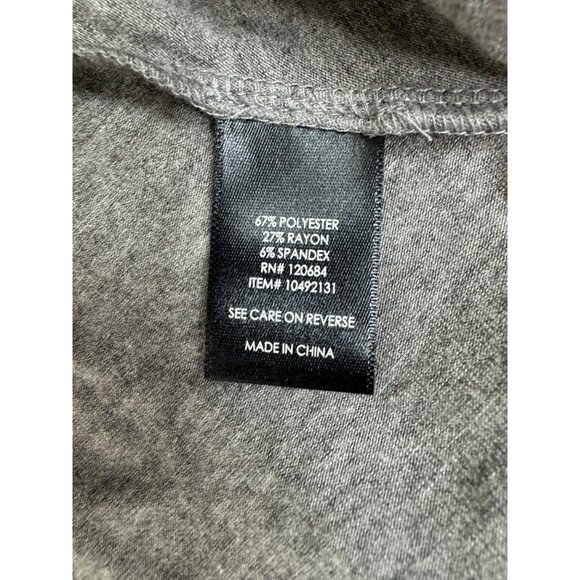 67% POLYESTER
27% RAYON
6% SPANDEX
RN# 120684
ITEM# 10492131
SEE CARE ON REVERSE
MADE IN CHINA